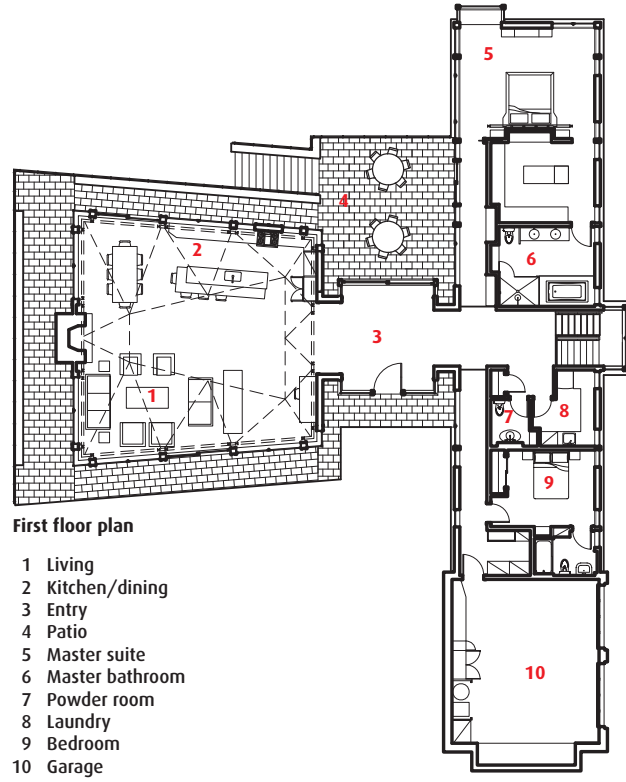 5
4
2
6
3
1
7
8
9
10
First floor plan
1 Living
2 Kitchen/dining
3 Entry
4 Patio
5 Master suite
6 Master bathroom
7 Powder room
8 Laundry
9 Bedroom
10 Garage